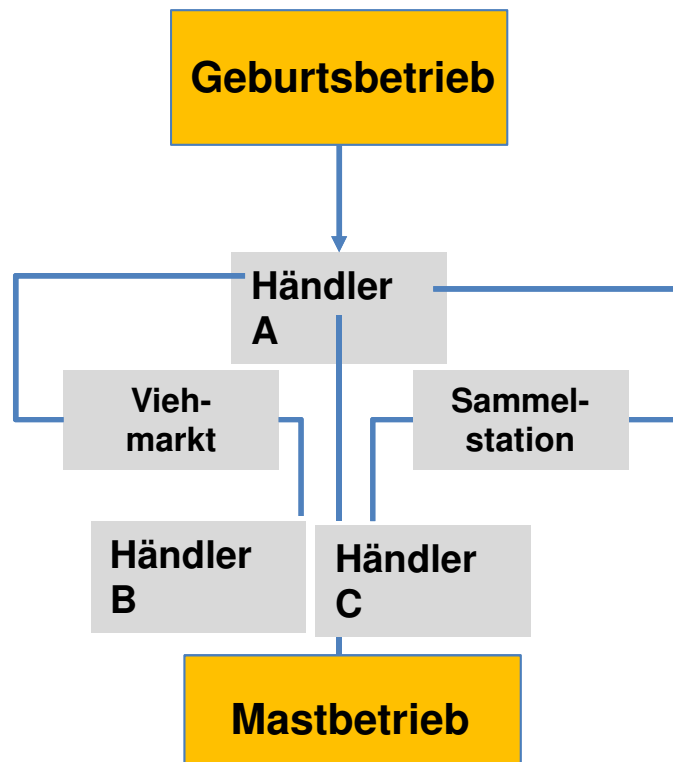 Geburtsbetrieb
Händler
A
Vieh-
markt
Sammel-
station
Händler
B
Händler
C
Mastbetrieb